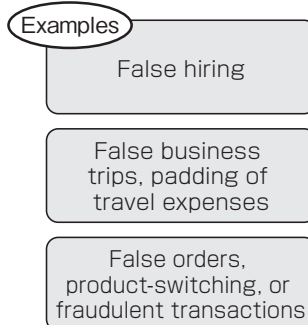 Examples
False hiring
False business
trips, padding of
travel expenses
False orders,
product-switching, or
fraudulent transactions